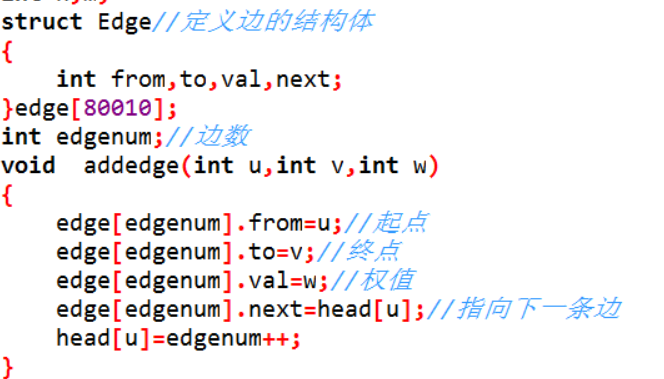 struct Edge//定义边的结构体
{
    int from,to,val,next;
}edge[80010];
int edgenum;//边数
void  addedge(int u,int v,int w)
{
    edge[edgenum].from=u;//起点
    edge[edgenum].to=v;//终点
    edge[edgenum].val=w;//权值
    edge[edgenum].next=head[u];//指向下一条边
    head[u]=edgenum++;
}